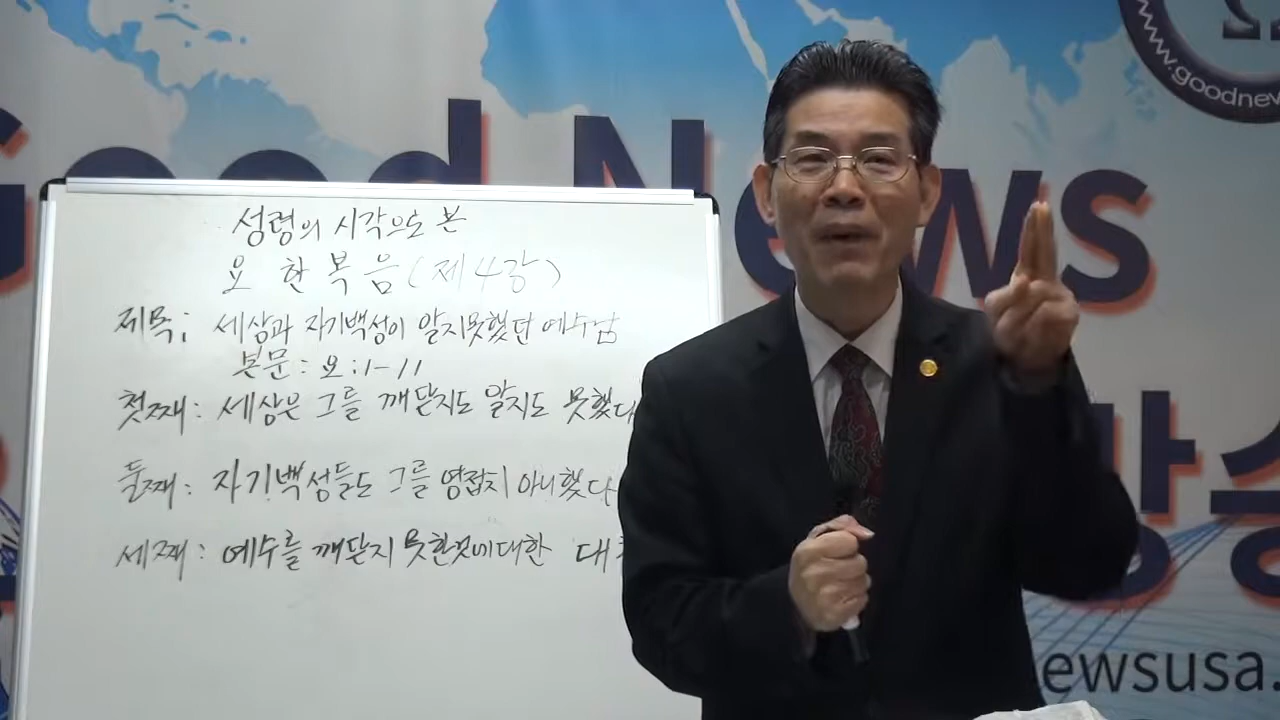 성령의 시각으로 본
요한복음 (제4강)
제목; 세상과 자기백성이 알지못했던 예수님
본문: 요:1-11
첫째: 세상은 그를 깨닫지도 알지도 못했다
둘째: 자기백성들도 그를 영접지 아니했다
세째: 예수를 깨닫지 못한것에대한
Good News
www.goodnew
방송
ewsusa.